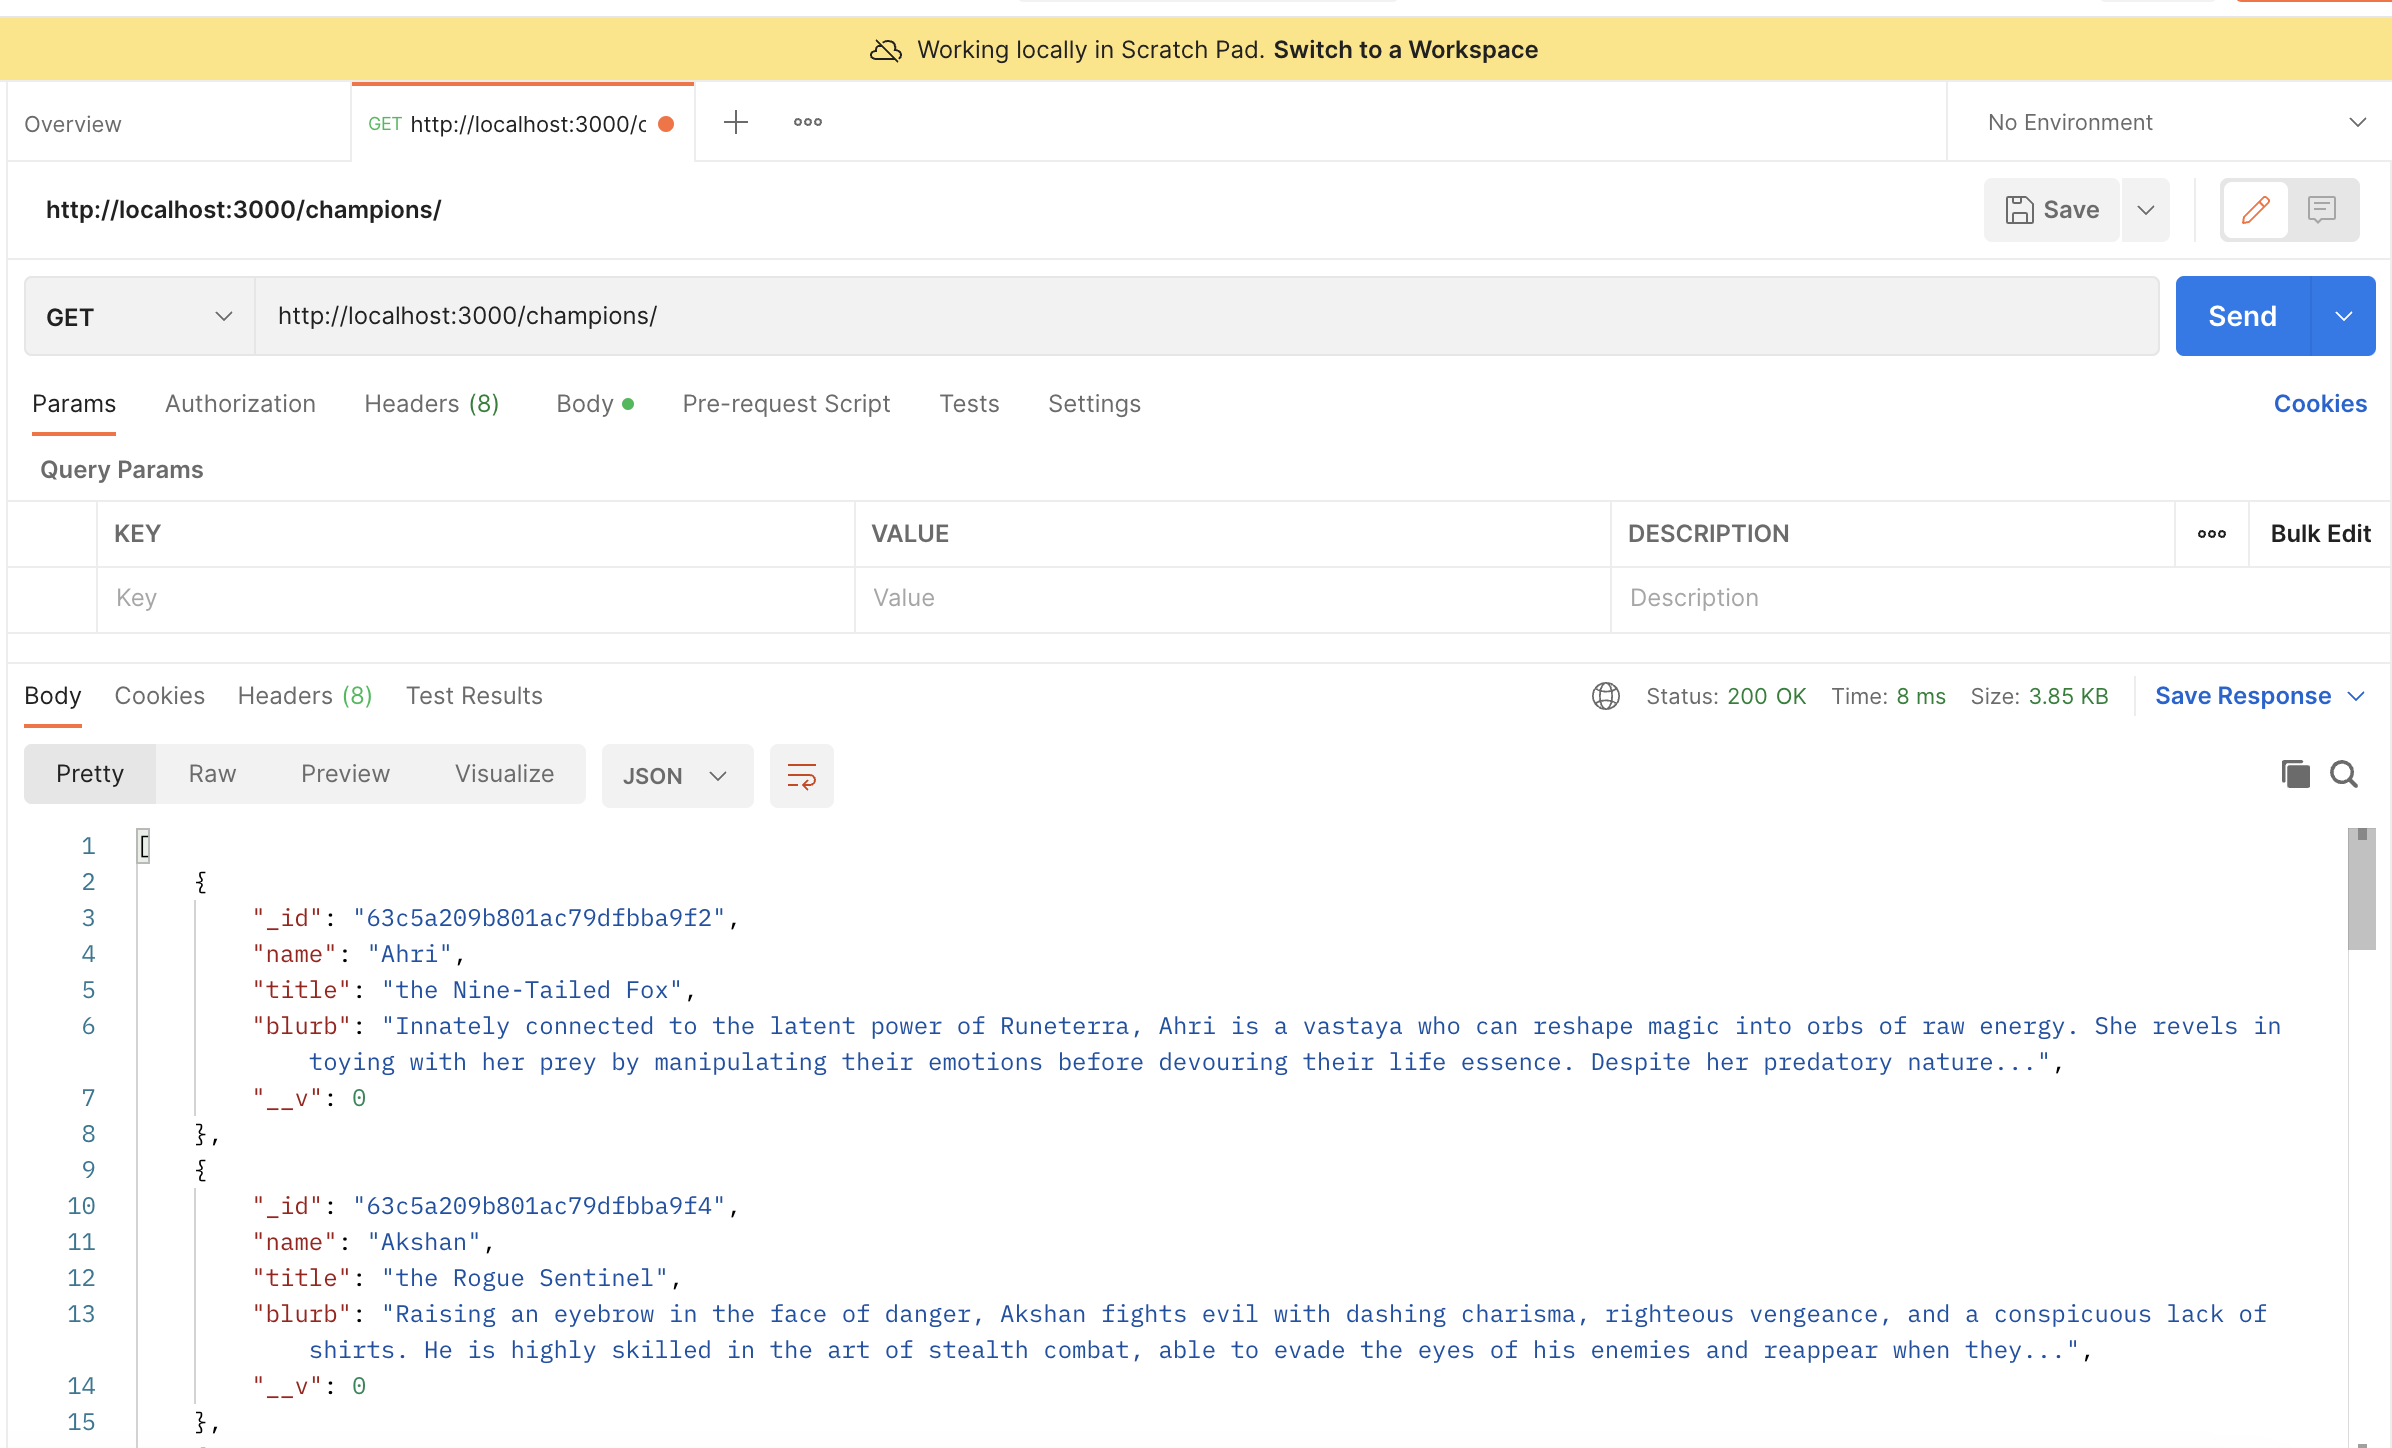 Working locally in Scratch Pad. Switch to a Workspace
Overview
GET http://localhost:3000/c
No Environment
http://localhost:3000/champions/
Save
GET
http://localhost:3000/champions/
Send
Params Authorization Headers (8) Body Pre-request Script Tests Settings
Cookies
Query Params
KEY VALUE DESCRIPTION
Bulk Edit
Key Value Description
Body Cookies Headers (8) Test Results
Status: 200 OK Time: 8 ms Size: 3.85 KB
Save Response
Pretty Raw Preview Visualize
JSON
1 [
2 {
3 "_id": "63c5a209b801ac79dfbba9f2",
4 "name": "Ahri",
5 "title": "the Nine-Tailed Fox",
6 "blurb": "Innately connected to the latent power of Runeterra, Ahri is a vastaya who can reshape magic into orbs of raw energy. She revels in
toying with her prey by manipulating their emotions before devouring their life essence. Despite her predatory nature...",
7 "__v": 0
8 },
9 {
10 "_id": "63c5a209b801ac79dfbba9f4",
11 "name": "Akshan",
12 "title": "the Rogue Sentinel",
13 "blurb": "Raising an eyebrow in the face of danger, Akshan fights evil with dashing charisma, righteous vengeance, and a conspicuous lack of
shirts. He is highly skilled in the art of stealth combat, able to evade the eyes of his enemies and reappear when they...",
14 "__v": 0
15 },